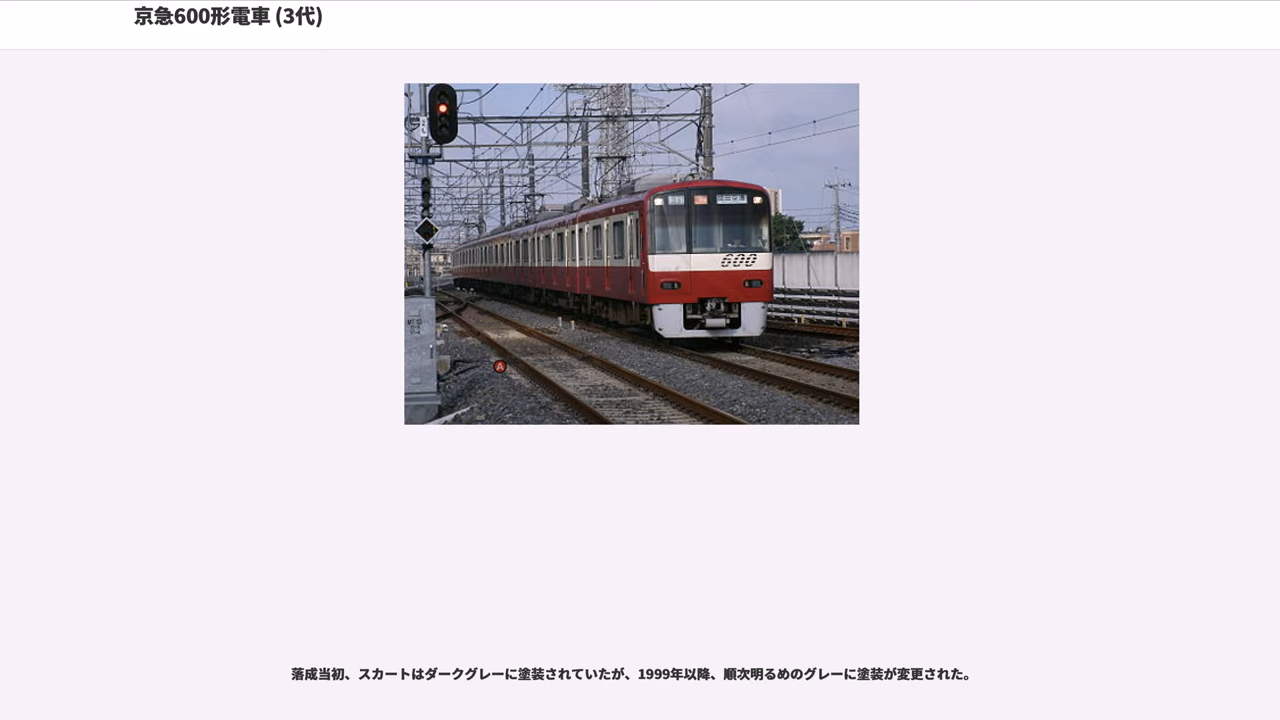 京急600形電車 (3代)
600
A
落成当初、スカートはダークグレーに塗装されていたが、1999年以降、順次明るめのグレーに塗装が変更された。